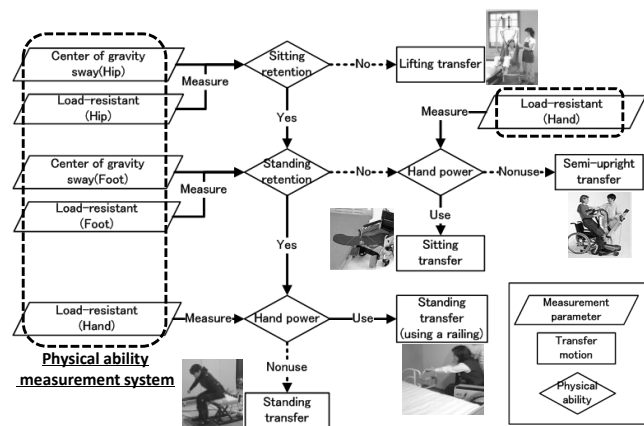 Center of gravity
sway(Hip)
Measure
Sitting
retention
No
Lifting transfer
Load-resistant
(Hip)
Yes
Measure
Load-resistant
(Hand)
Center of gravity
sway(Foot)
Measure
Standing
retention
No
Hand power
Nonuse
Semi-upright
transfer
Load-resistant
(Foot)
Use
Yes
Sitting
transfer
Load-resistant
(Hand)
Measure
Hand power
Use
Standing
transfer
(using a railing)
Physical ability
measurement system
Nonuse
Standing
transfer
Measurement
parameter
Transfer
motion
Physical
ability